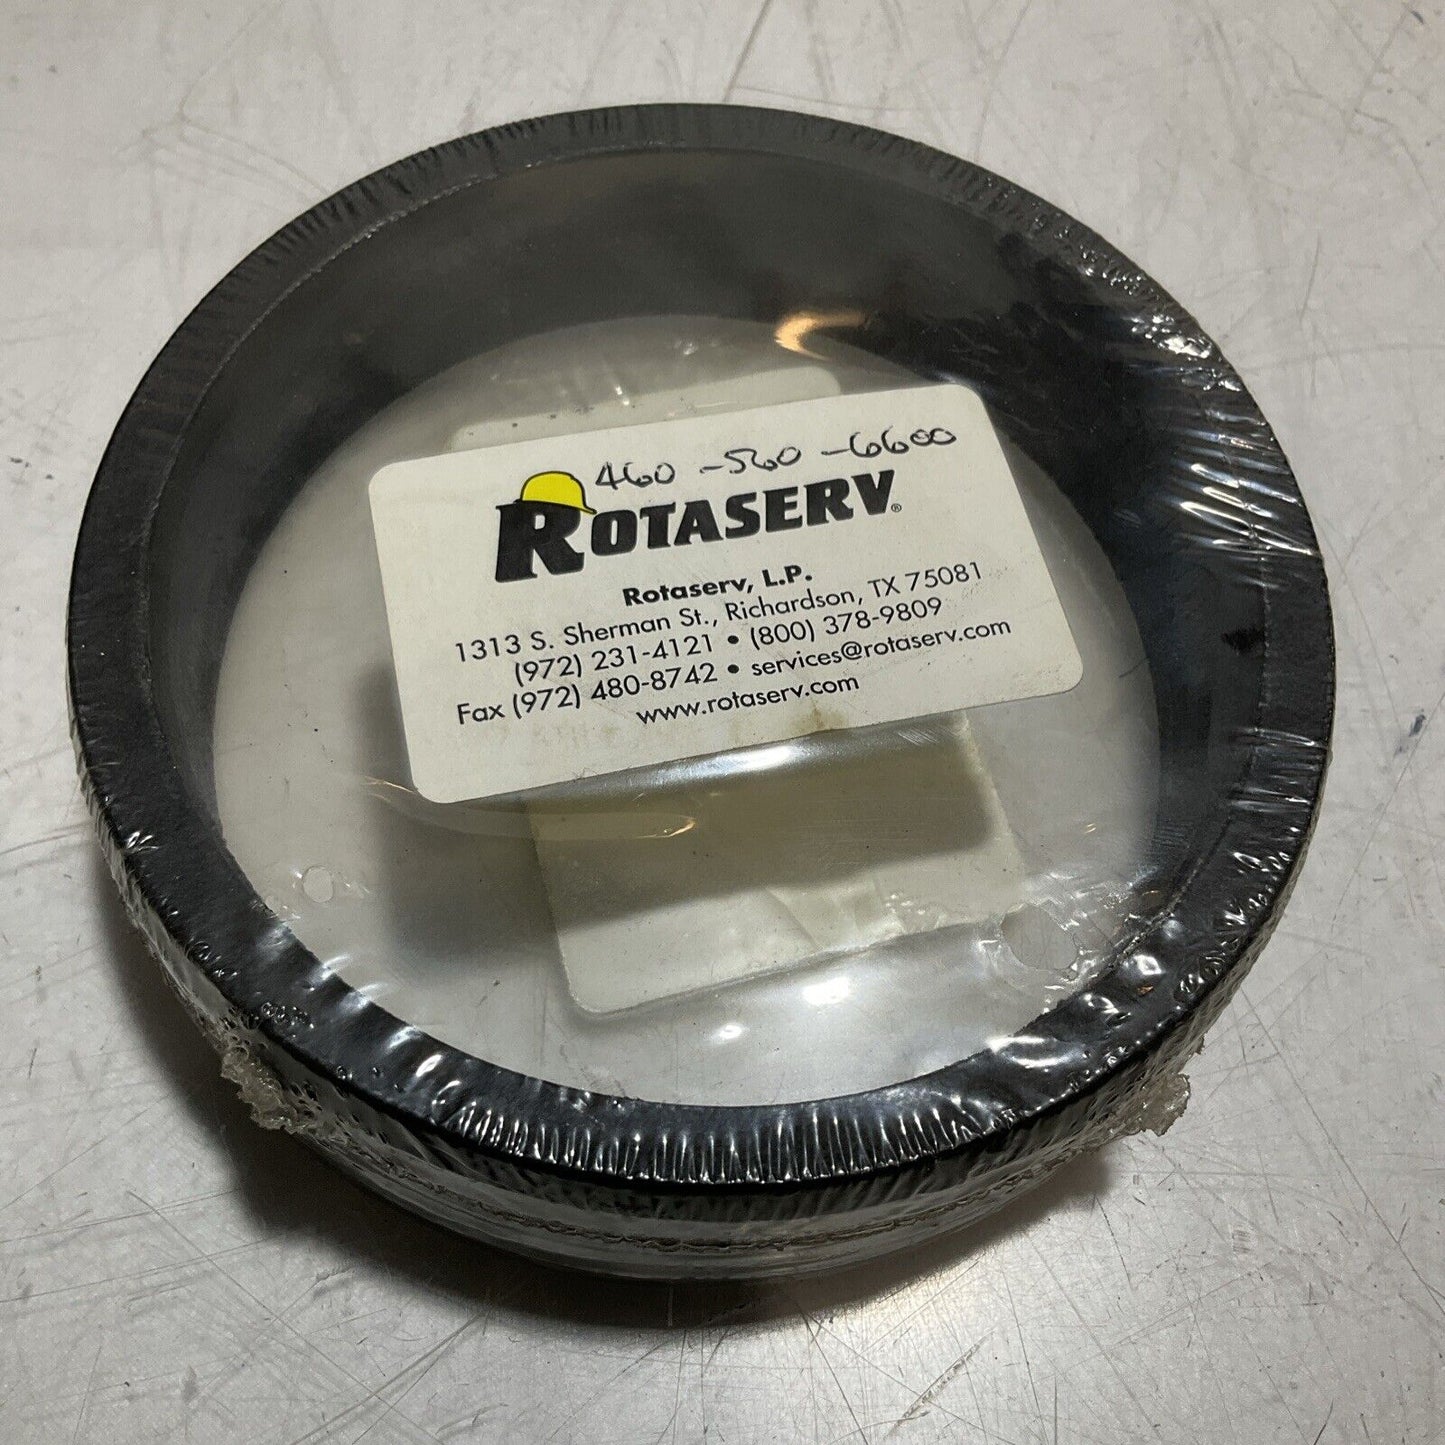 460-560-6600
ROTASERV®
Rotaserv, L.P.
1313 S. Sherman St., Richardson, TX 75081
(972) 231-4121 • (800) 378-9809
Fax (972) 480-8742 • services@rotaserv.com
www.rotaserv.com